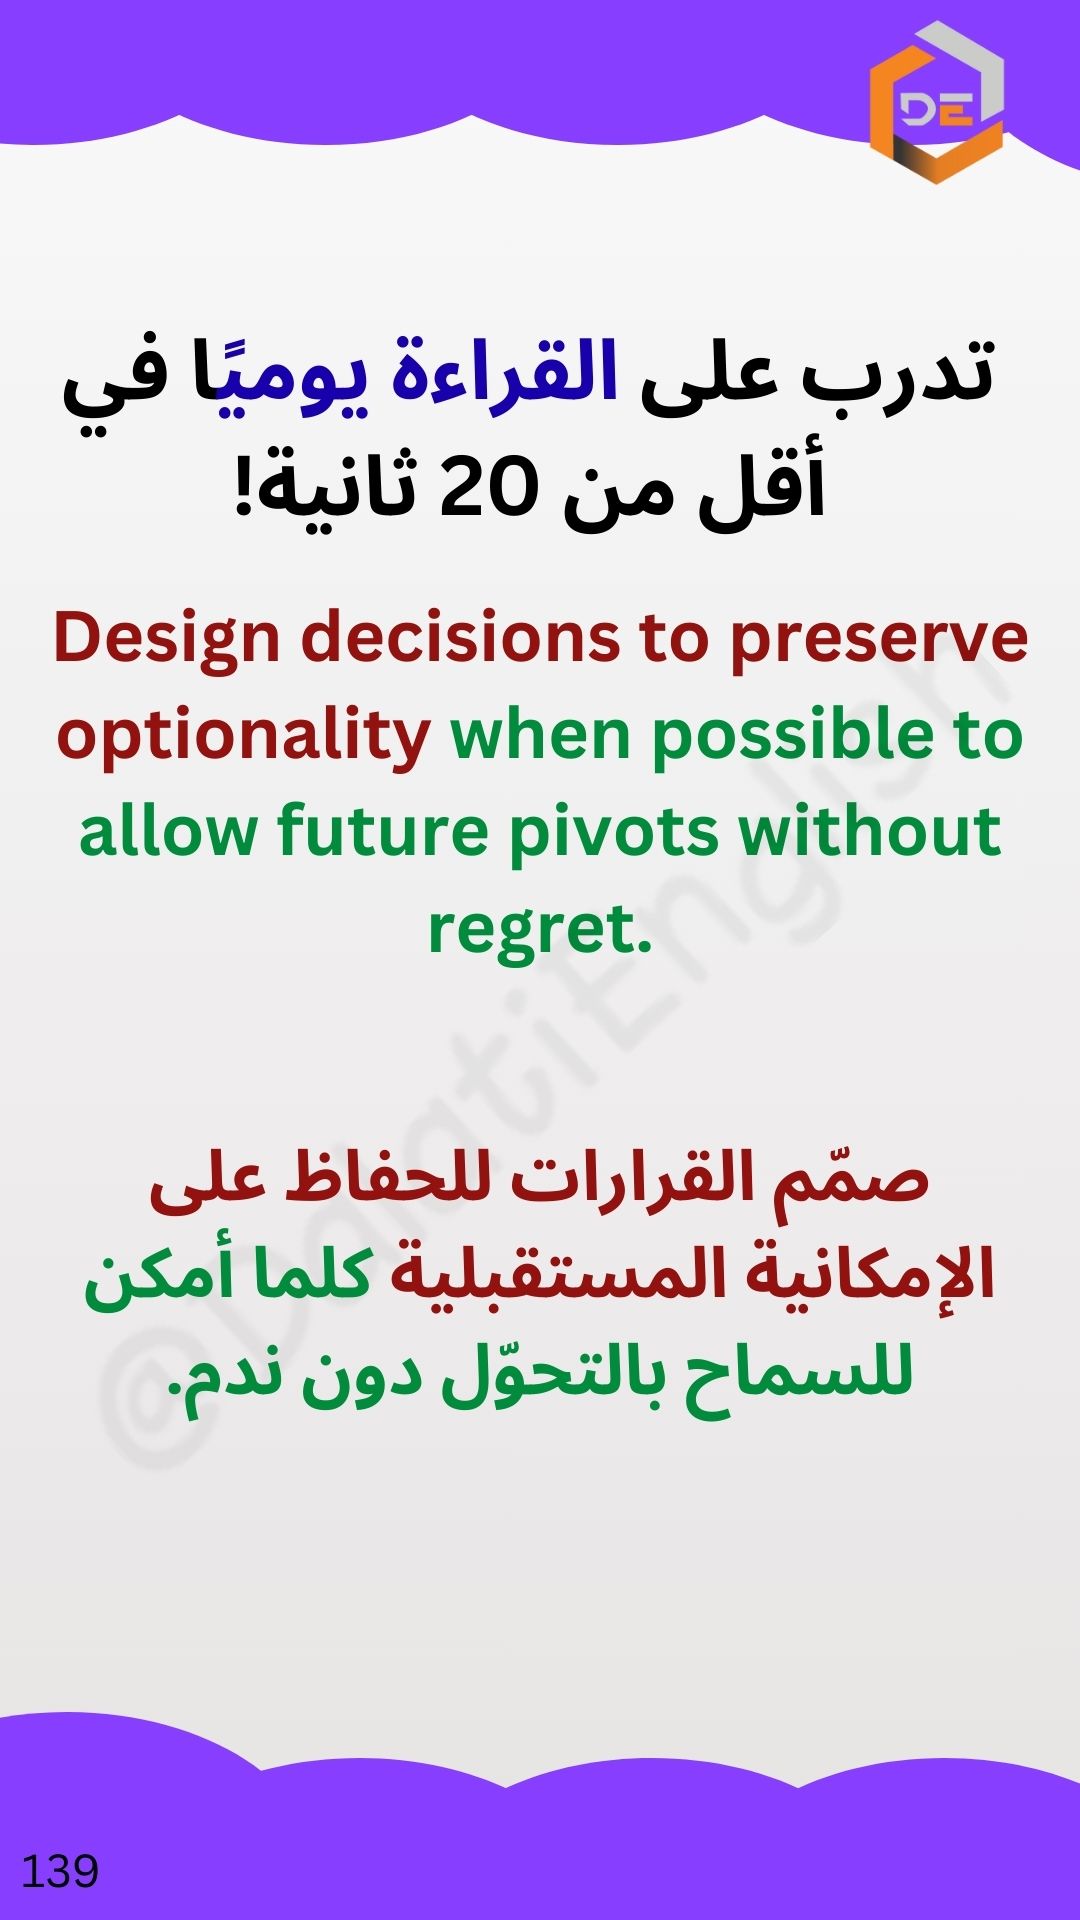 DE
تدرب على القراءة يوميًا في
أقل من 20 ثانية!
Design decisions to preserve
optionality when possible to
allow future pivots without
regret.
صمّم القرارات للحفاظ على
الإمكانية المستقبلية كلما أمكن
للسماح بالتحوّل دون ندم.
@DalatiEnglish
139